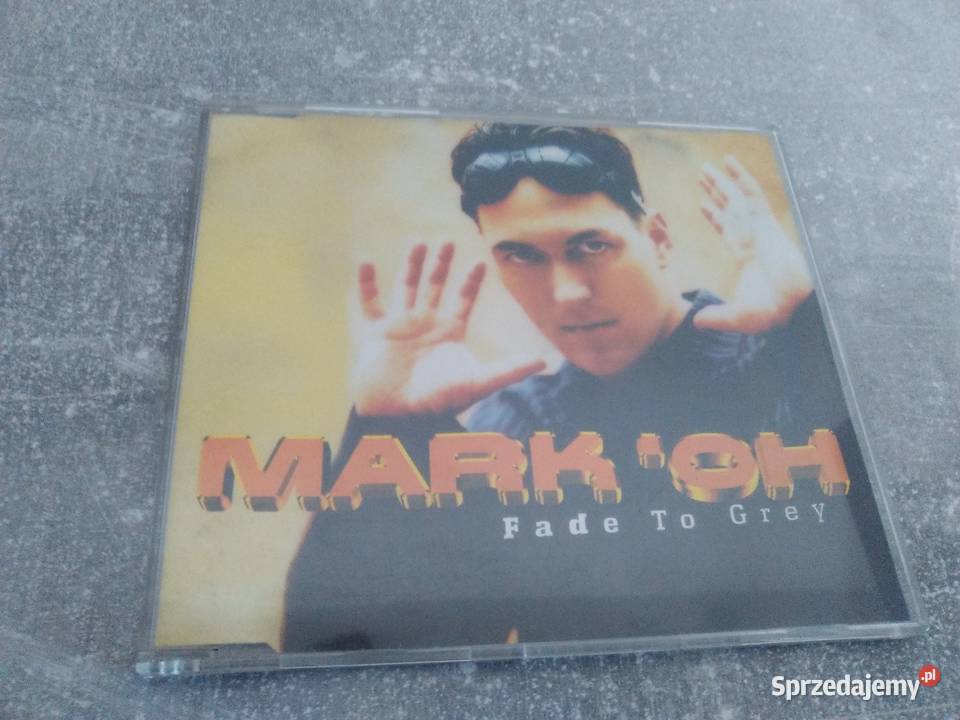 MARK 'OH
Fade To Grey
Sprzedajemy.pl